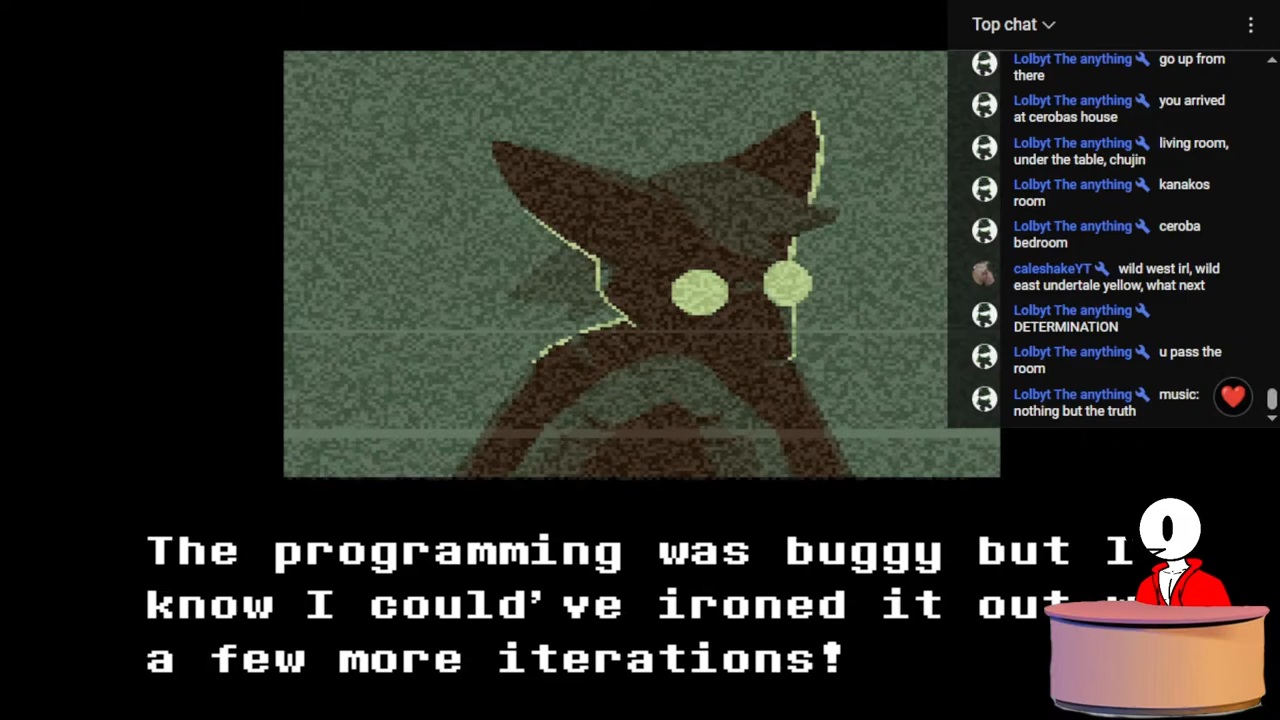 Top chat
Lolbyt The anything go up from
there
Lolbyt The anything you arrived
at cerobas house
Lolbyt The anything living room,
under the table, chujin
Lolbyt The anything kanakos
room
Lolbyt The anything ceroba
bedroom
caleshakeYT wild west irl, wild
east undertale yellow, what next
Lolbyt The anything
DETERMINATION
Lolbyt The anything u pass the
room
Lolbyt The anything music:
nothing but the truth
The programming was buggy but I
know I could've ironed it out
a few more iterations!